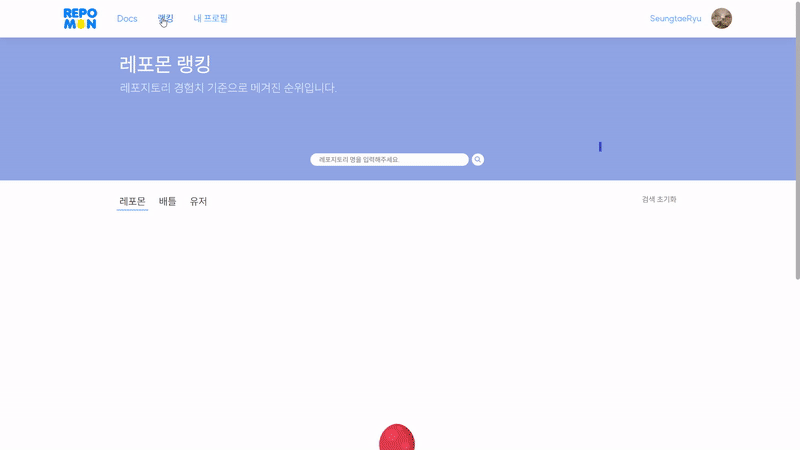 REPO
MON
Docs
랭킹
내 프로필
SeungtaeRyu
레포몬 랭킹
레포지토리 경험치 기준으로 메겨진 순위입니다.
레포지토리 명을 입력해주세요.
레포몬
배틀
유저
검색 초기화